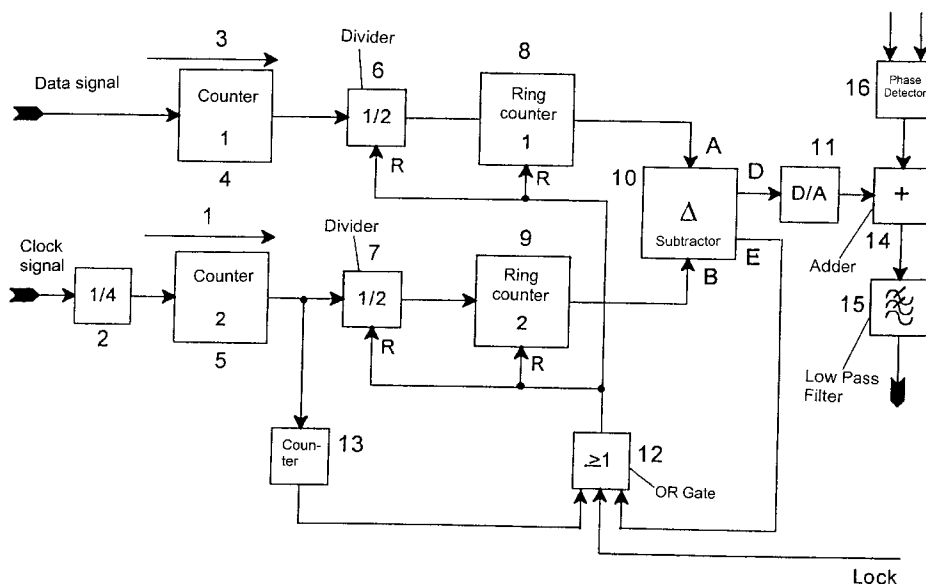 3
8
Divider
6
16
Phase
Detector
Data signal
Counter
1
4
1/2
Ring
counter
1
R
R
A
10
D
11
D/A
+
14
Δ
Subtractor
E
B
Adder
1
Divider
7
9
Clock
signal
1/4
2
Counter
2
5
1/2
Ring
counter
2
R
R
15
Low Pass
Filter
Coun-
ter
13
≥1
12
OR Gate
Lock